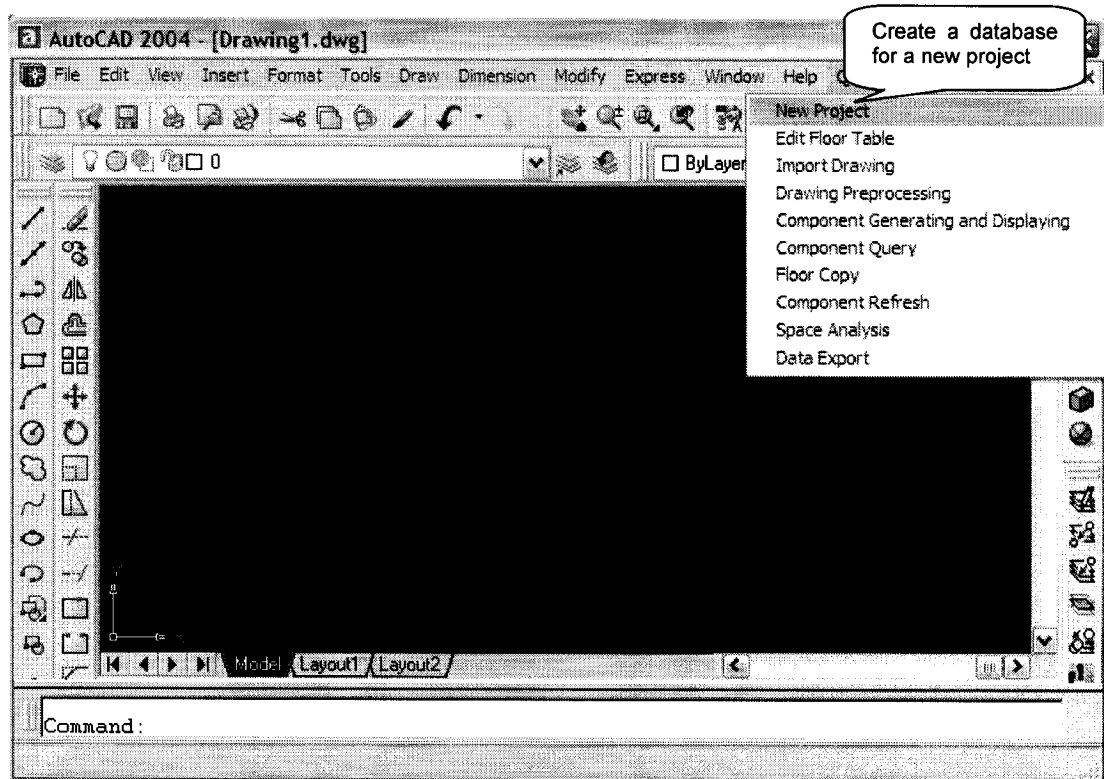 Create a database
for a new project
AutoCAD 2004 - [Drawing1.dwg]
File Edit View Insert Format Tools Draw Dimension Modify Express Window Help
New Project
Edit Floor Table
Import Drawing
Drawing Preprocessing
Component Generating and Displaying
Component Query
Floor Copy
Component Refresh
Space Analysis
Data Export
0
ByLayer
Model Layout1 Layout2
Command: